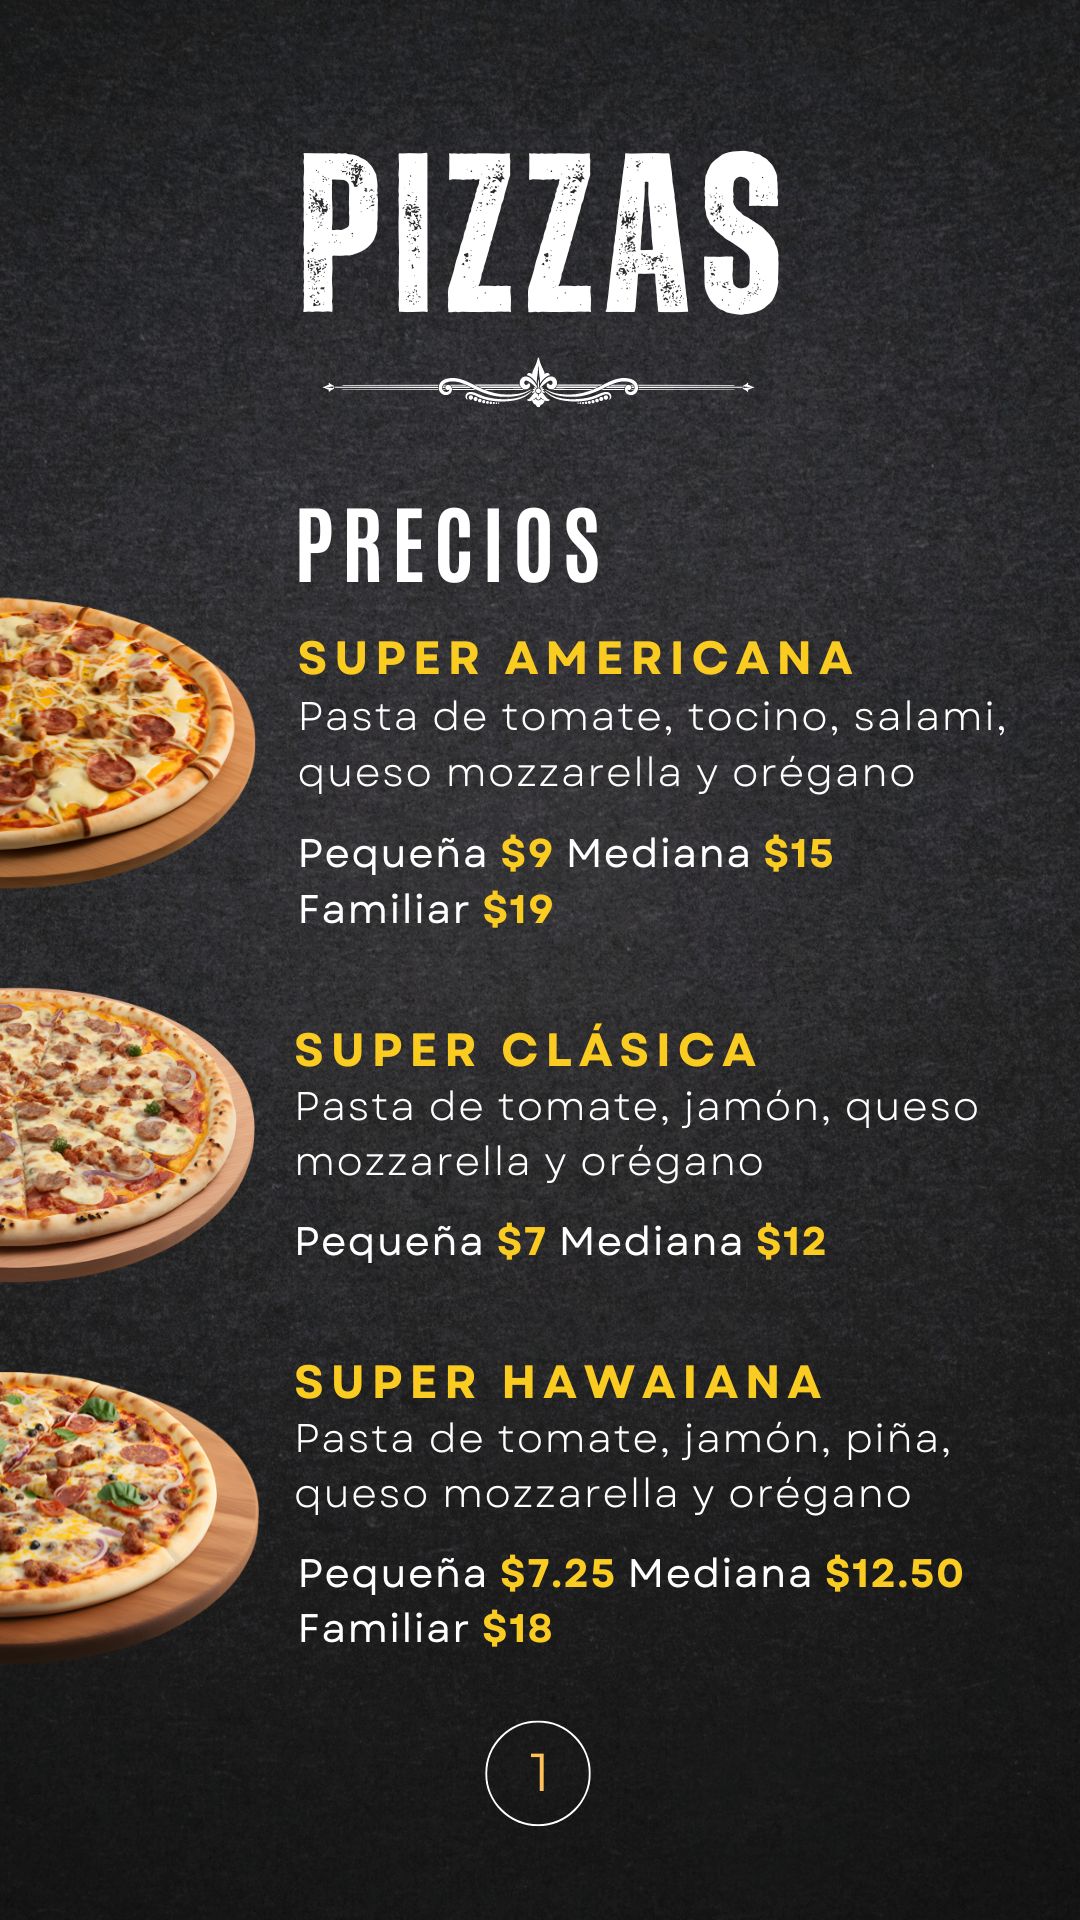 PIZZAS
PRECIOS
SUPER AMERICANA
Pasta de tomate, tocino, salami,
queso mozzarella y orégano
Pequeña $9 Mediana $15
Familiar $19
SUPER CLÁSICA
Pasta de tomate, jamón, queso
mozzarella y orégano
Pequeña $7 Mediana $12
SUPER HAWAIANA
Pasta de tomate, jamón, piña,
queso mozzarella y orégano
Pequeña $7.25 Mediana $12.50
Familiar $18
1